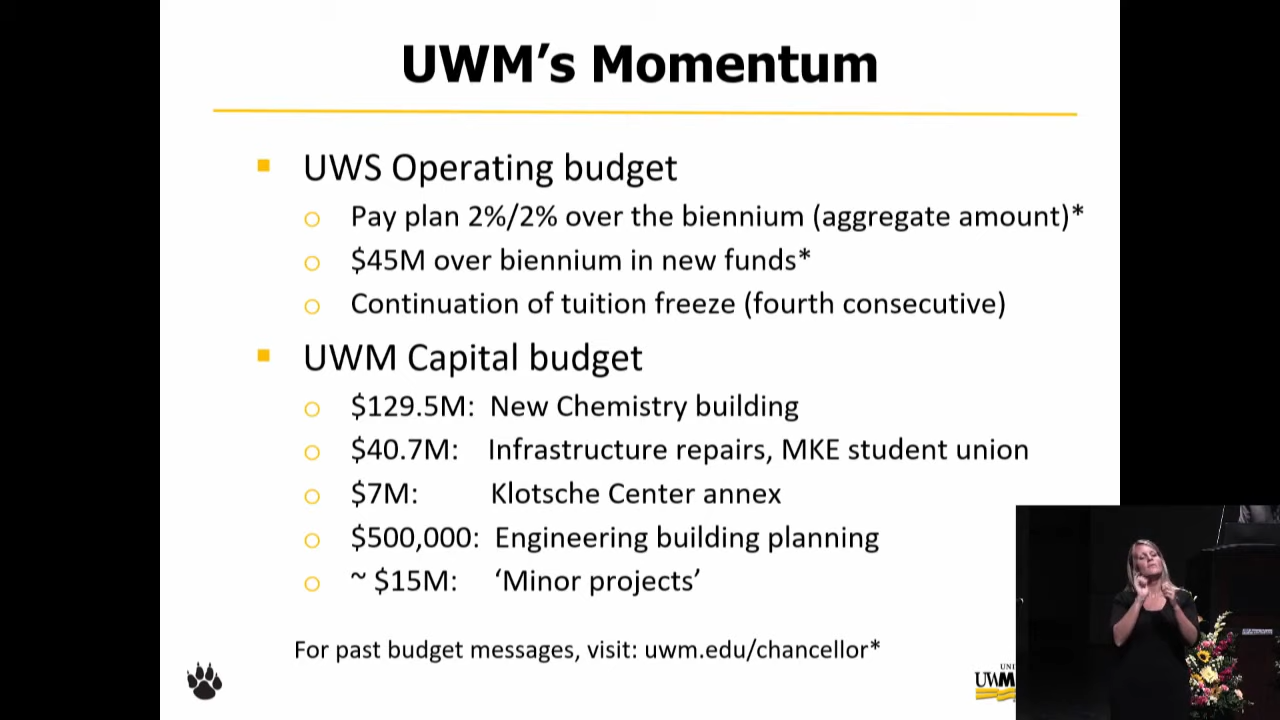 UWM’s Momentum
UWS Operating budget
Pay plan 2%/2% over the biennium (aggregate amount)*
$45M over biennium in new funds*
Continuation of tuition freeze (fourth consecutive)
UWM Capital budget
$129.5M: New Chemistry building
$40.7M: Infrastructure repairs, MKE student union
$7M: Klotsche Center annex
$500,000: Engineering building planning
~ $15M: ‘Minor projects’
For past budget messages, visit: uwm.edu/chancellor*
UNI
UWM